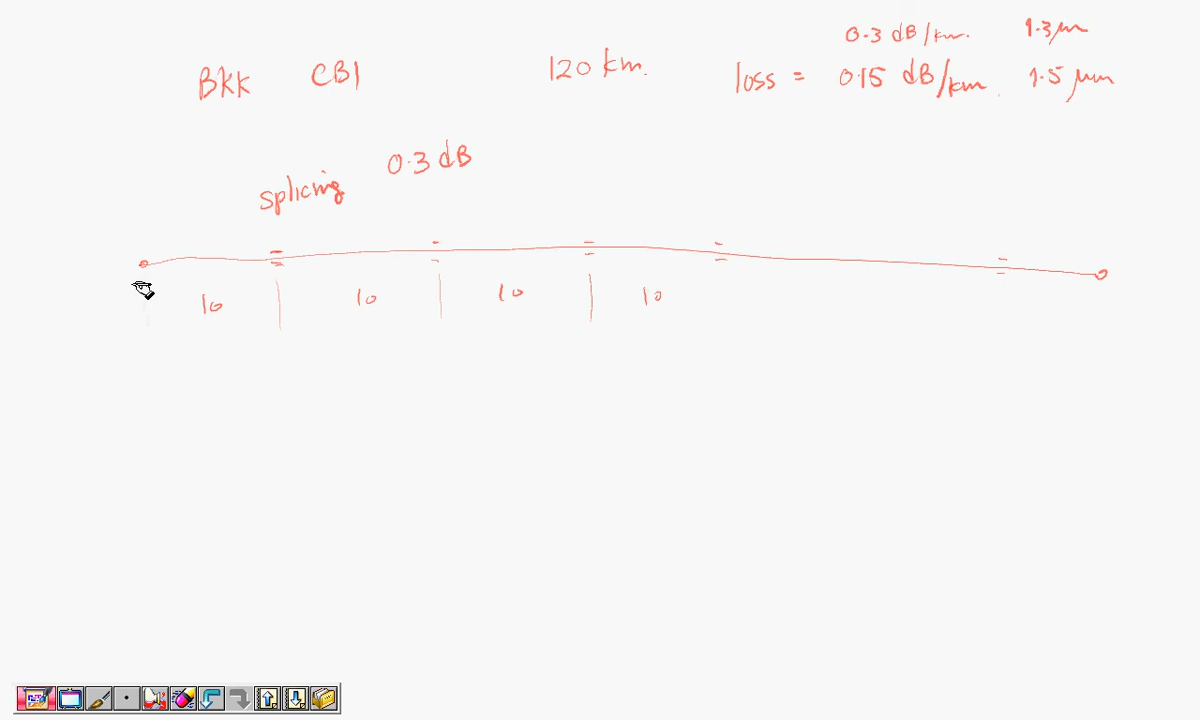 0.3 dB/km. 1.3 μm
BKK CBI 120 km. loss = 0.15 dB/km. 1.5 μm
splicing 0.3 dB
10 10 10 10